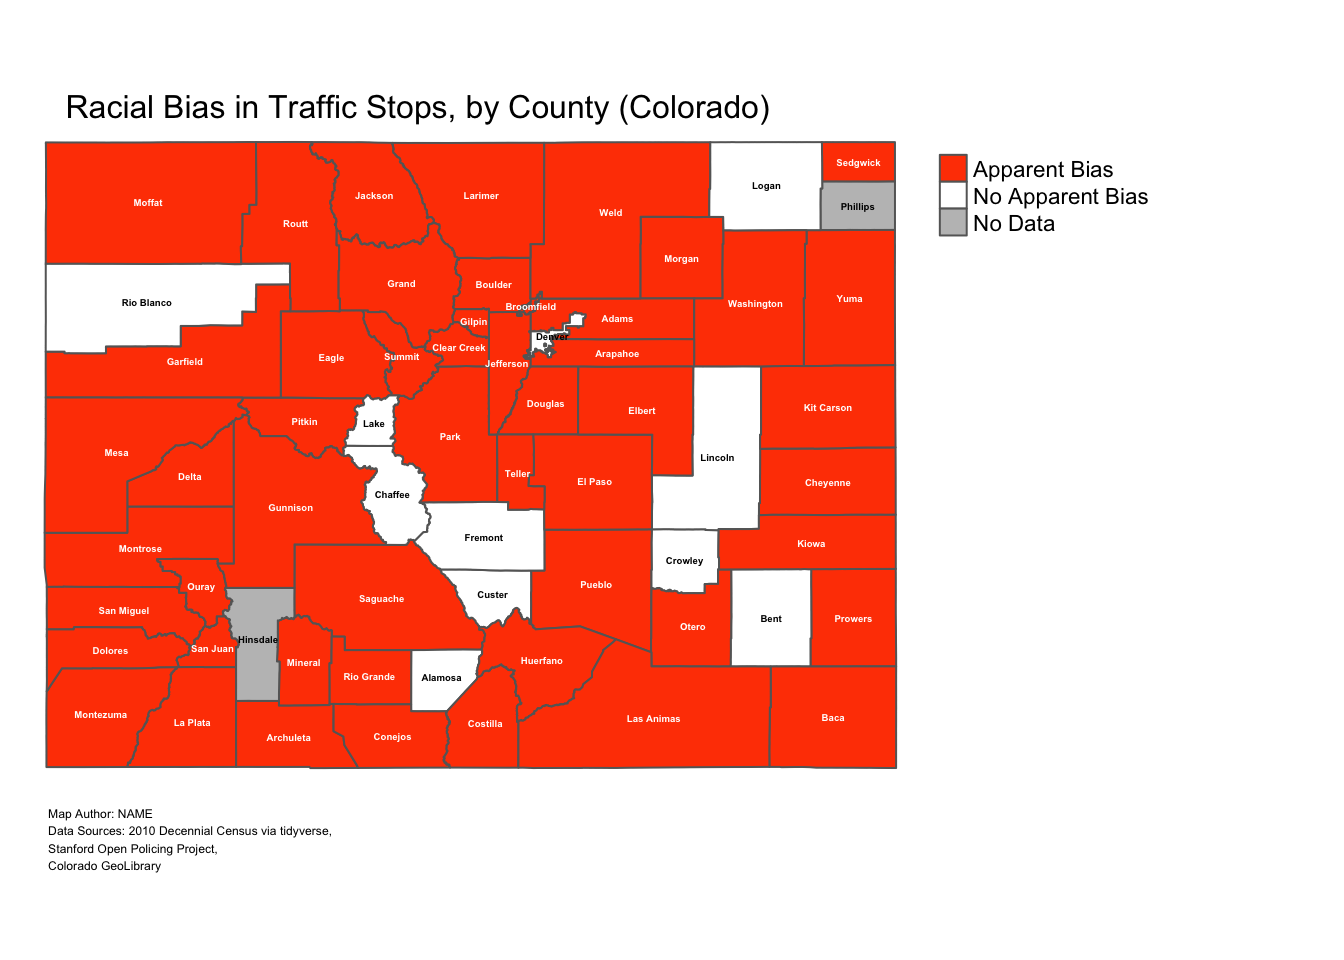 Racial Bias in Traffic Stops, by County (Colorado)
Apparent Bias
No Apparent Bias
No Data
Sedgwick
Logan
Moffat
Jackson
Larimer
Phillips
Weld
Routt
Morgan
Grand
Boulder
Rio Blanco
Washington
Yuma
Broomfield
Gilpin
Adams
Denver
Clear Creek
Arapahoe
Eagle
Summit
Garfield
Jefferson
Douglas
Elbert
Kit Carson
Pitkin
Lake
Park
Mesa
Lincoln
Delta
Teller
El Paso
Cheyenne
Chaffee
Gunnison
Fremont
Kiowa
Montrose
Crowley
Ouray
Pueblo
Custer
Saguache
San Miguel
Bent
Prowers
Otero
Hinsdale
San Juan
Dolores
Mineral
Huerfano
Rio Grande
Alamosa
Montezuma
La Plata
Costilla
Las Animas
Baca
Archuleta
Conejos
Map Author: NAME
Data Sources: 2010 Decennial Census via tidyverse,
Stanford Open Policing Project,
Colorado GeoLibrary